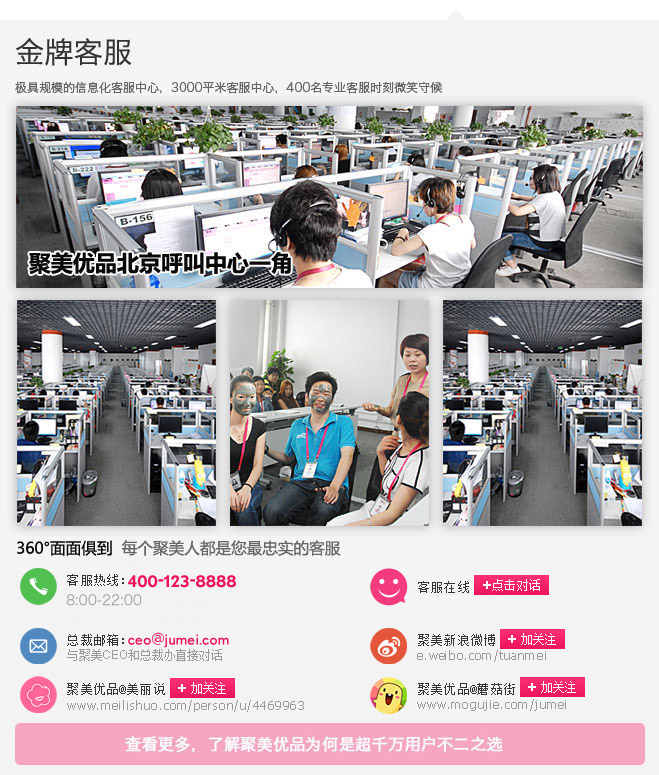 金牌客服
极具规模的信息化客服中心，3000平米客服中心，400名专业客服时刻微笑守候
B-222
B-156
聚美优品北京呼叫中心一角
360°面面俱到 每个聚美人都是您最忠实的客服
客服热线：400-123-8888
8:00-22:00
客服在线 +点击对话
总裁邮箱：ceo@jumei.com
与聚美CEO和总裁办直接对话
聚美新浪微博 + 加关注
e.weibo.com/tuanmei
聚美优品@美丽说 + 加关注
www.meilishuo.com/person/u/4469963
聚美优品@蘑菇街 + 加关注
www.mogujie.com/jumei
查看更多，了解聚美优品为何是超千万用户不二之选